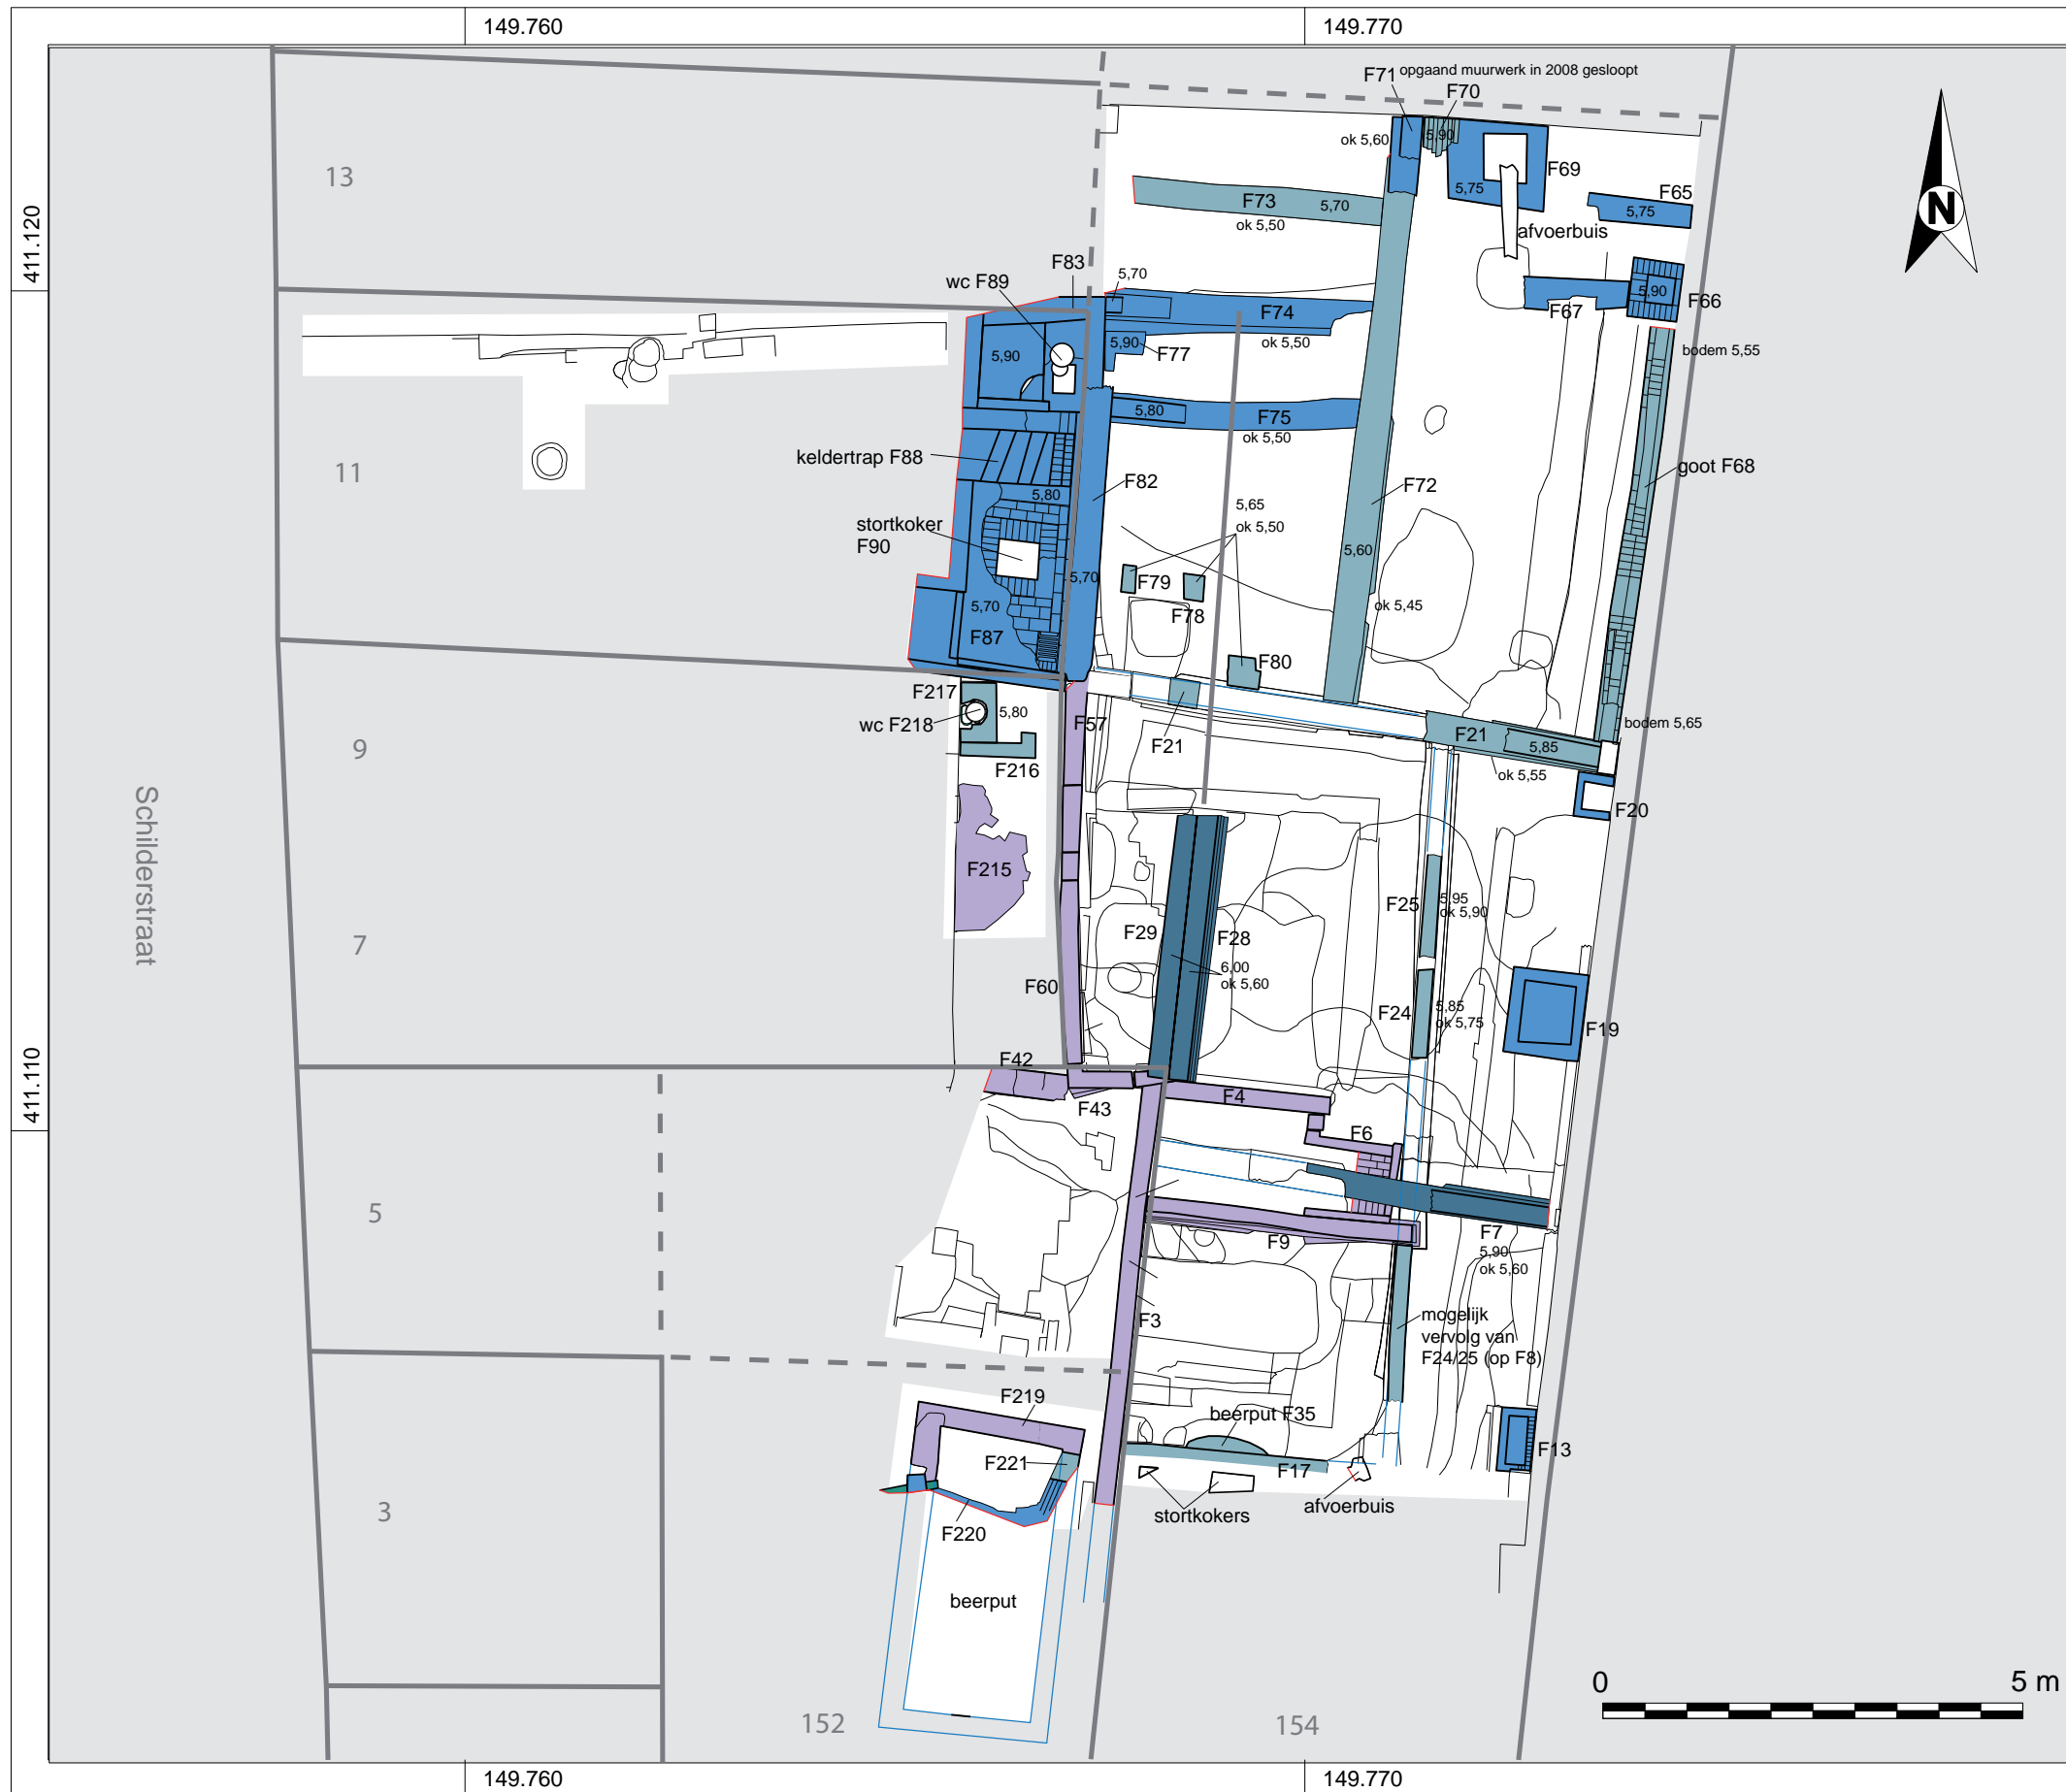 149.760
149.770
F71
opgaand muurwerk in 2008 gesloopt
F70
ok 5,60
5,90
F69
13
5,75
F65
F73
5,70
5,75
411.120
ok 5,50
afvoerbuis
N
F83
5,70
wc F89
5,90
F66
F74
F67
5,90
5,90
F77
ok 5,50
bodem 5,55
5,80
F75
ok 5,50
keldertrap F88
goot F68
11
F82
F72
5,80
5,65
stortkoker
F90
ok 5,50
5,60
5,70
F79
5,70
ok 5,45
F78
F87
F80
F217
5,80
wc F218
F57
bodem 5,65
F21
F21
5,85
9
F216
ok 5,55
Schilderstraat
F20
F215
5,95
F25
ok 5,90
7
F29
F28
6,00
ok 5,60
F60
F24
5,85
ok 5,75
F19
F42
411.110
F4
F43
F6
5
F7
F9
5,90
ok 5,60
F3
mogelijk
vervolg van
F24/25 (op F8)
F219
beerput F35
F13
F221
F17
3
stortkokers
afvoerbuis
F220
beerput
0
5 m
152
154
149.760
149.770